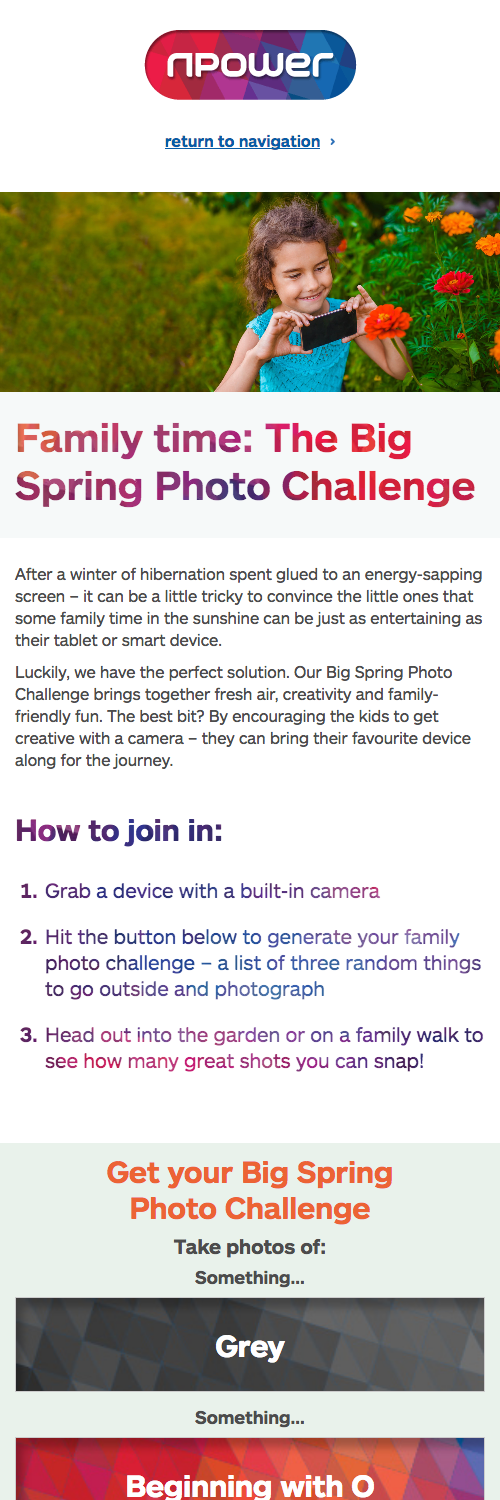 npower
return to navigation ›
Family time: The Big
Spring Photo Challenge
After a winter of hibernation spent glued to an energy-sapping
screen – it can be a little tricky to convince the little ones that
some family time in the sunshine can be just as entertaining as
their tablet or smart device.
Luckily, we have the perfect solution. Our Big Spring Photo
Challenge brings together fresh air, creativity and family-
friendly fun. The best bit? By encouraging the kids to get
creative with a camera – they can bring their favourite device
along for the journey.
How to join in:
1. Grab a device with a built-in camera
2. Hit the button below to generate your family
photo challenge – a list of three random things
to go outside and photograph
3. Head out into the garden or on a family walk to
see how many great shots you can snap!
Get your Big Spring
Photo Challenge
Take photos of:
Something...
Grey
Something...
Beginning with O